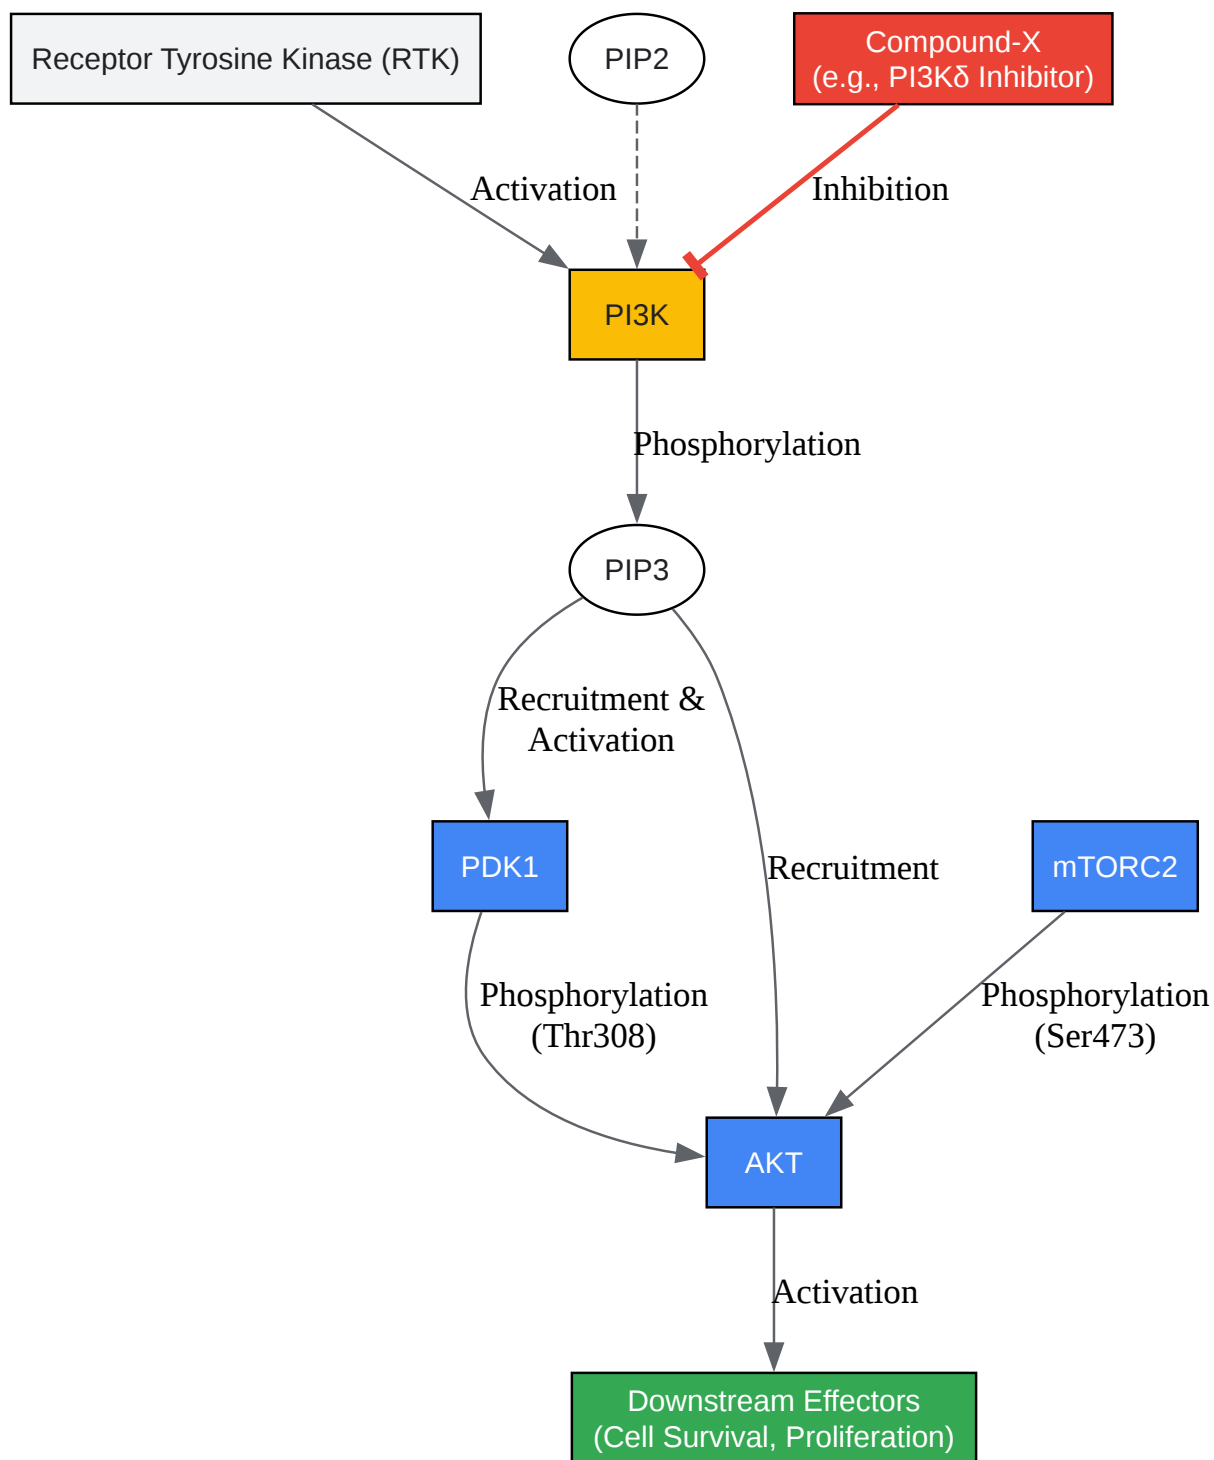 Receptor Tyrosine Kinase (RTK)
PIP2
Compound-X
(e.g., PI3Kδ Inhibitor)
Activation
Inhibition
PI3K
Phosphorylation
PIP3
Recruitment &
Activation
PDK1
Recruitment
mTORC2
Phosphorylation
(Thr308)
Phosphorylation
(Ser473)
AKT
Activation
Downstream Effectors
(Cell Survival, Proliferation)